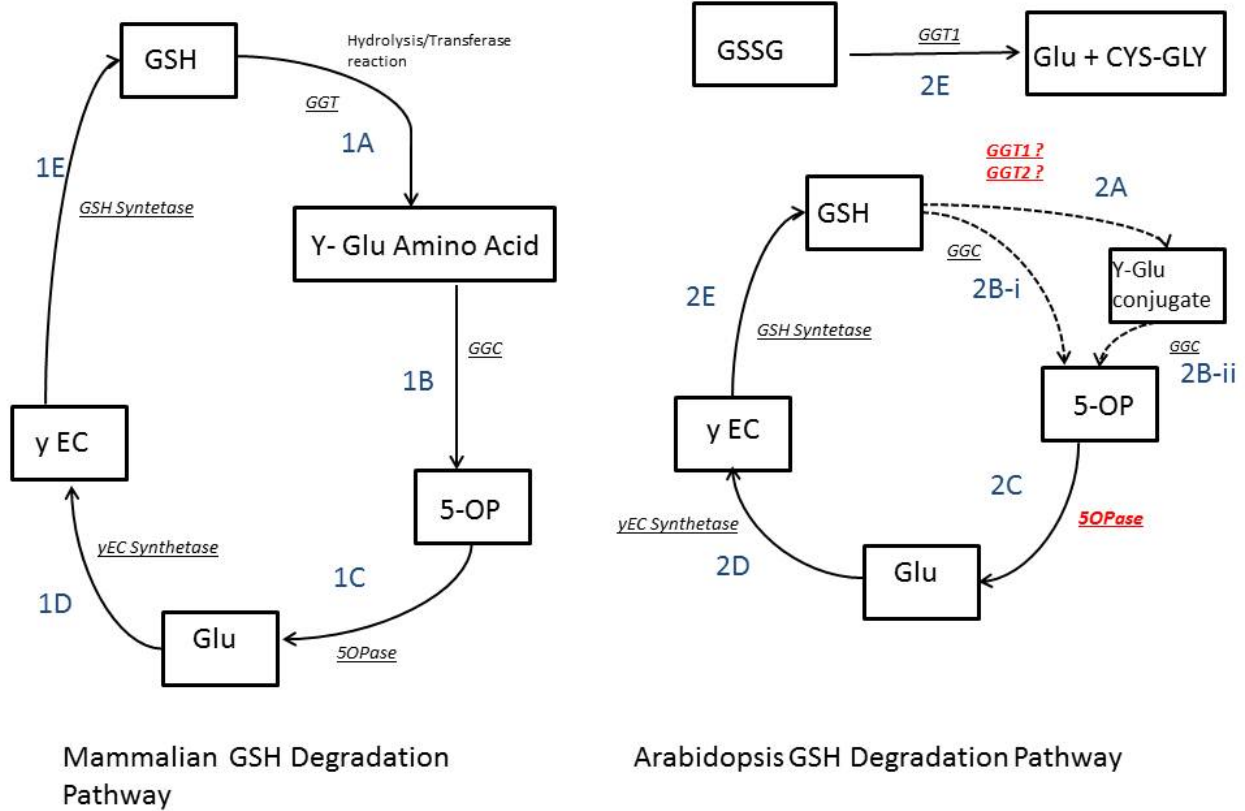 GSH
Hydrolysis/Transferase
reaction
GGT
1A
1E
GSH Syntetase
Y- Glu Amino Acid
GGC
1B
y EC
5-OP
yEC Synthetase
1C
1D
Glu
5OPase
Mammalian GSH Degradation
Pathway
GSSG
GGT1
2E
Glu + CYS-GLY
GGT1 ?
GGT2 ?
2A
GSH
GGC
2B-i
Y-Glu
conjugate
2E
GSH Syntetase
GGC
2B-ii
5-OP
y EC
2C
5OPase
yEC Synthetase
2D
Glu
Arabidopsis GSH Degradation Pathway